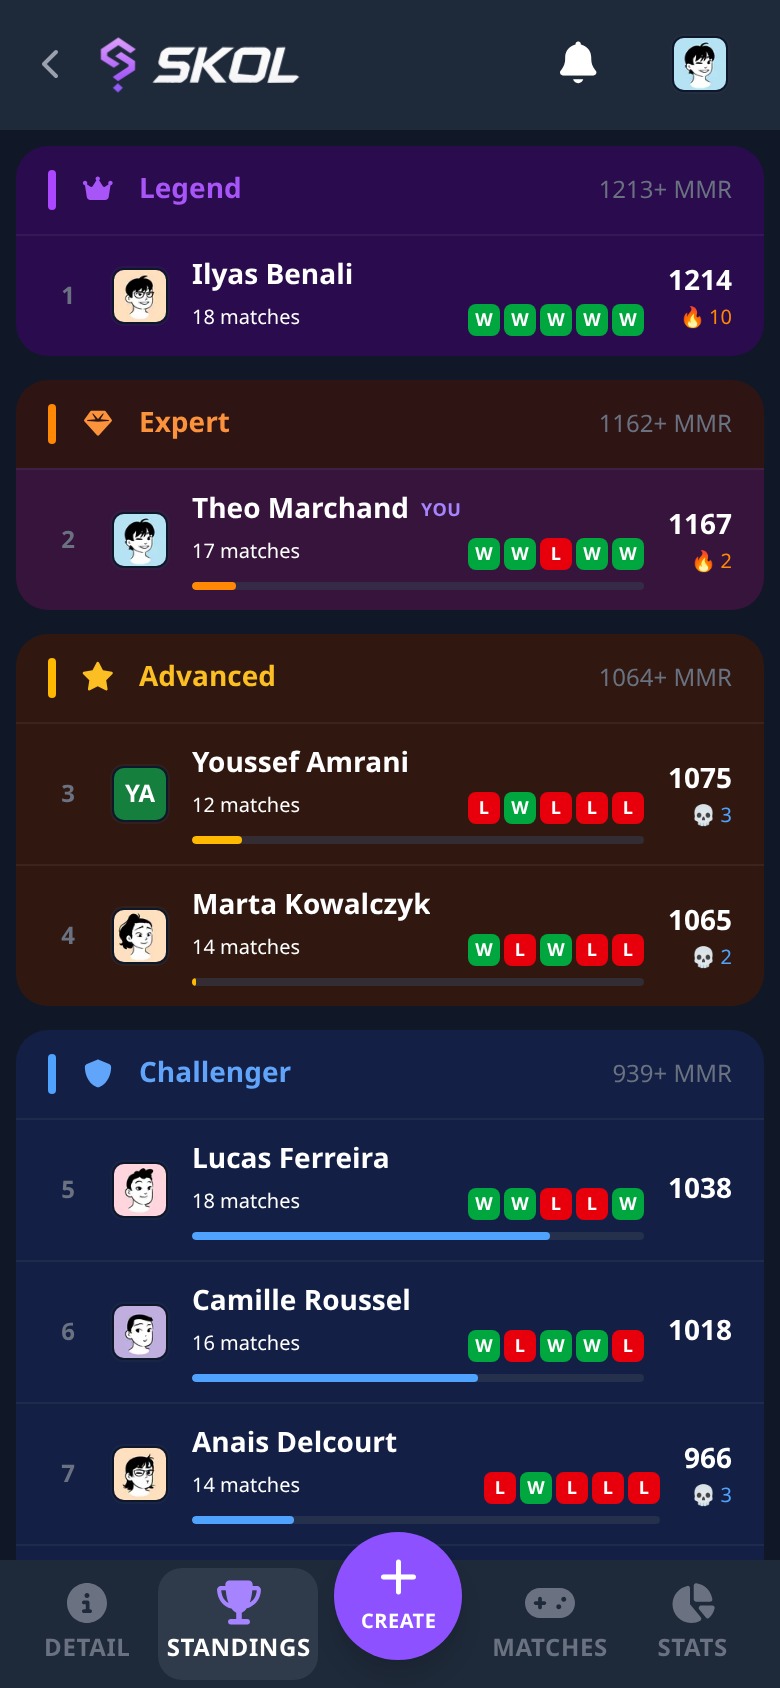 SKOL
Legend 1213+ MMR
1 Ilyas Benali 1214
18 matches W W W W W 🔥 10
Expert 1162+ MMR
2 Theo Marchand YOU 1167
17 matches W W L W W 🔥 2
Advanced 1064+ MMR
3 YA Youssef Amrani 1075
12 matches L W L L L 💀 3
4 Marta Kowalczyk 1065
14 matches W L W L L 💀 2
Challenger 939+ MMR
5 Lucas Ferreira 1038
18 matches W W L L W
6 Camille Roussel 1018
16 matches W L W W L
7 Anais Delcourt 966
14 matches L W L L L 💀 3
DETAIL STANDINGS CREATE MATCHES STATS